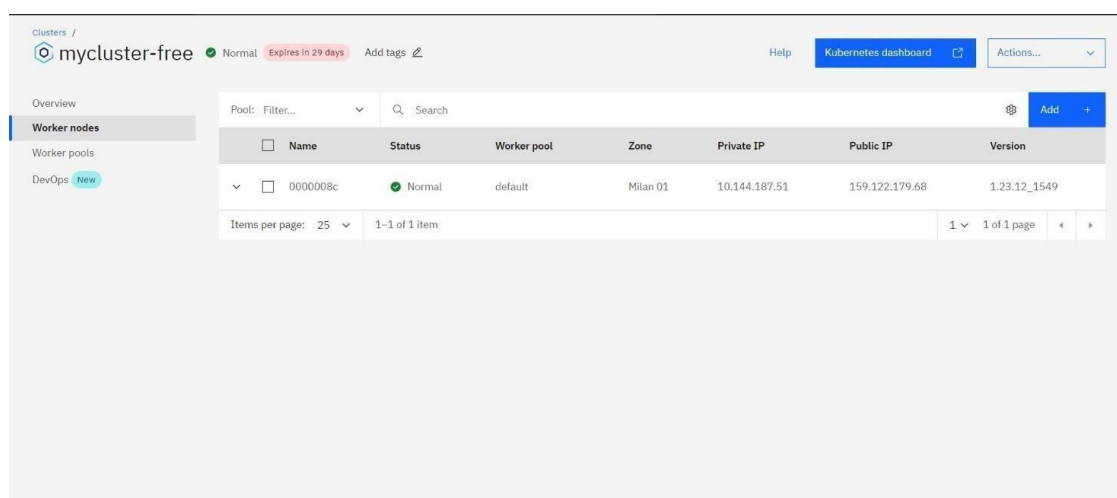 Clusters /
mycluster-free Normal Expires in 29 days Add tags Help Kubernetes dashboard Actions...
Overview
Worker nodes
Worker pools
DevOps New
Pool: Filter... Search Add +
Name Status Worker pool Zone Private IP Public IP Version
0000008c Normal default Milan 01 10.144.187.51 159.122.179.68 1.23.12_1549
Items per page: 25 1–1 of 1 item 1 1 of 1 page